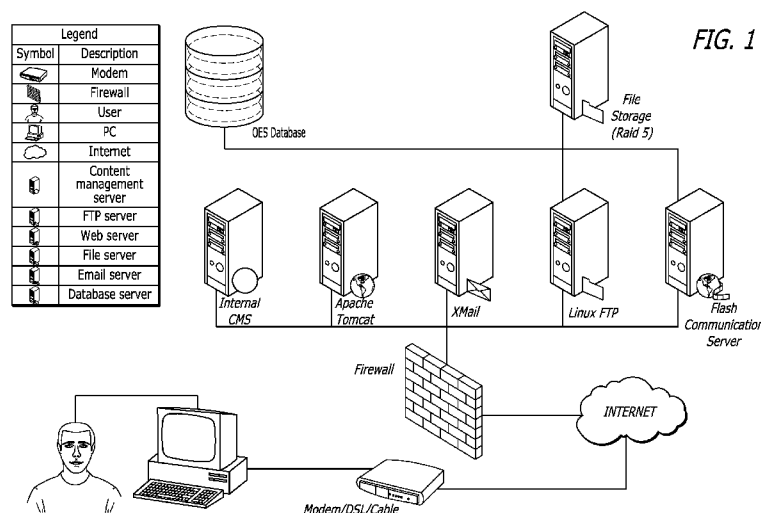 FIG. 1
Legend
Symbol Description
Modem
Firewall
User
PC
Internet
Content
management
server
FTP server
Web server
File server
Email server
Database server
OES Database
File
Storage
(Raid 5)
Internal
CMS
Apache
Tomcat
XMail
Linux FTP
Flash
Communication
Server
Firewall
INTERNET
Modem/DSL/Cable